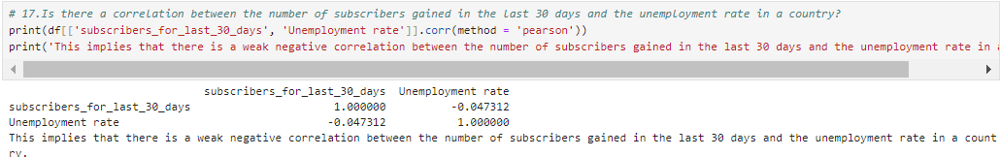 # 17.Is there a correlation between the number of subscribers gained in the last 30 days and the unemployment rate in a country?
print(df[['subscribers_for_last_30_days', 'Unemployment rate']].corr(method = 'pearson'))
print('This implies that there is a weak negative correlation between the number of subscribers gained in the last 30 days and the unemployment rate in
subscribers_for_last_30_days Unemployment rate
subscribers_for_last_30_days 1.000000 -0.047312
Unemployment rate -0.047312 1.000000
This implies that there is a weak negative correlation between the number of subscribers gained in the last 30 days and the unemployment rate in a count
ry.